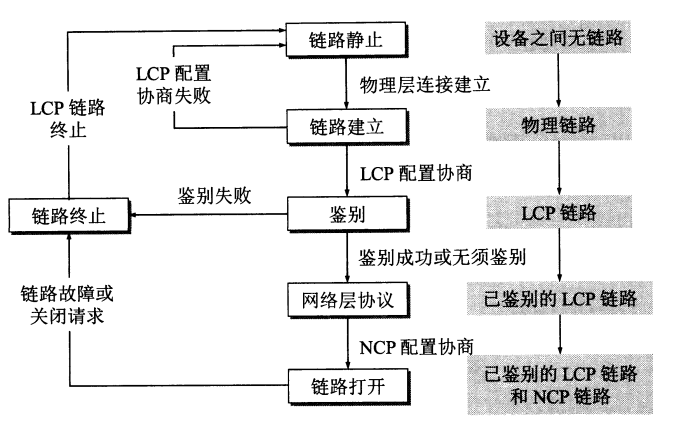 链路静止
设备之间无链路
LCP 配置
协商失败
物理层连接建立
LCP 链路
终止
链路建立
物理链路
LCP 配置协商
鉴别失败
链路终止
鉴别
LCP 链路
鉴别成功或无须鉴别
链路故障或
关闭请求
网络层协议
已鉴别的 LCP 链路
NCP 配置协商
链路打开
已鉴别的 LCP 链路
和 NCP 链路